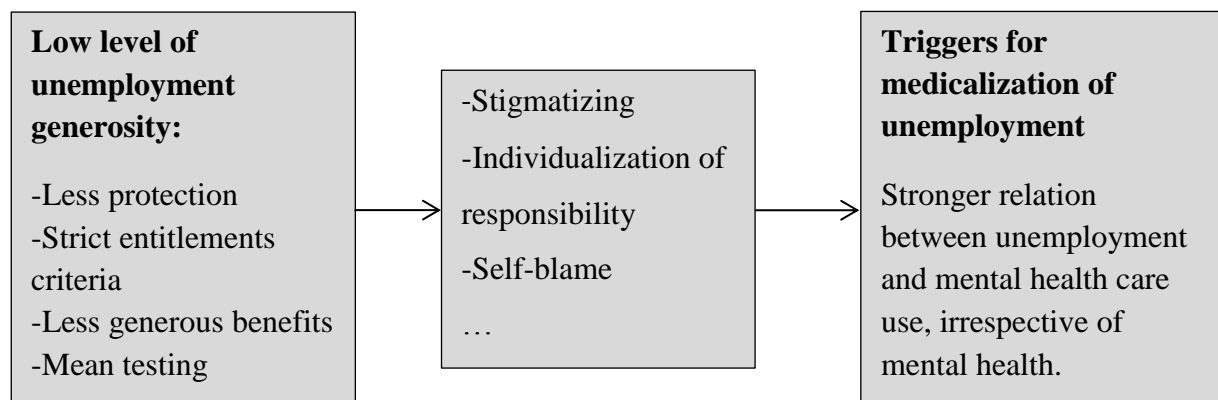 Low level of
unemployment
generosity:
-Less protection
-Strict entitlements
criteria
-Less generous benefits
-Mean testing
-Stigmatizing
-Individualization of
responsibility
-Self-blame
…
Triggers for
medicalization of
unemployment
Stronger relation
between unemployment
and mental health care
use, irrespective of
mental health.